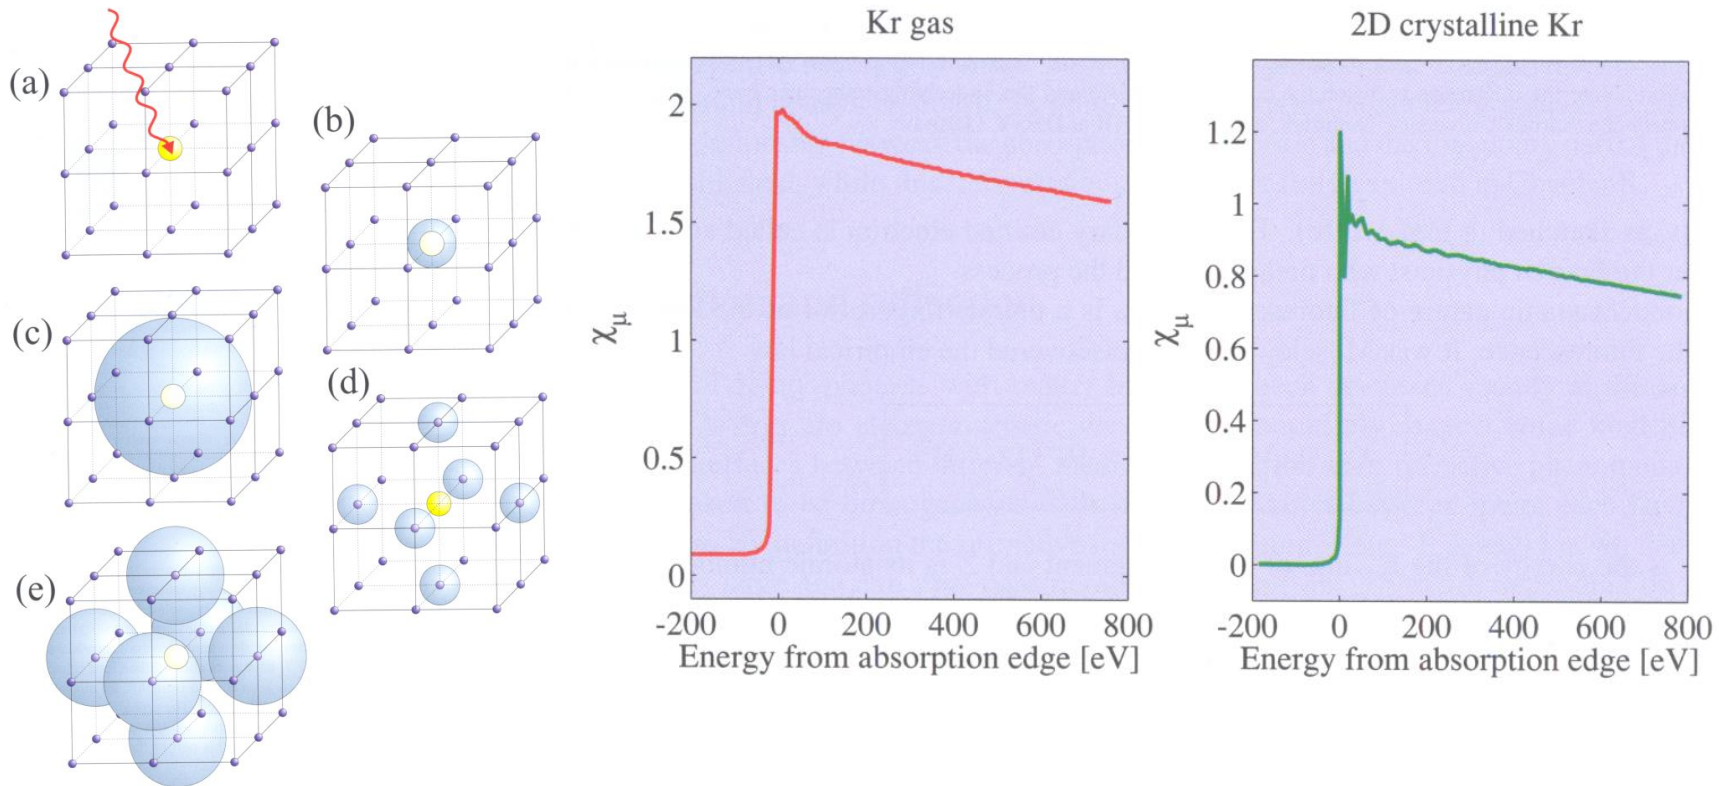 (a)
(b)
(c)
(d)
(e)
Kr gas
2
1.5
1
0.5
0
χμ
-200 0 200 400 600 800
Energy from absorption edge [eV]
2D crystalline Kr
1.2
1
0.8
0.6
0.4
0.2
0
χμ
-200 0 200 400 600 800
Energy from absorption edge [eV]